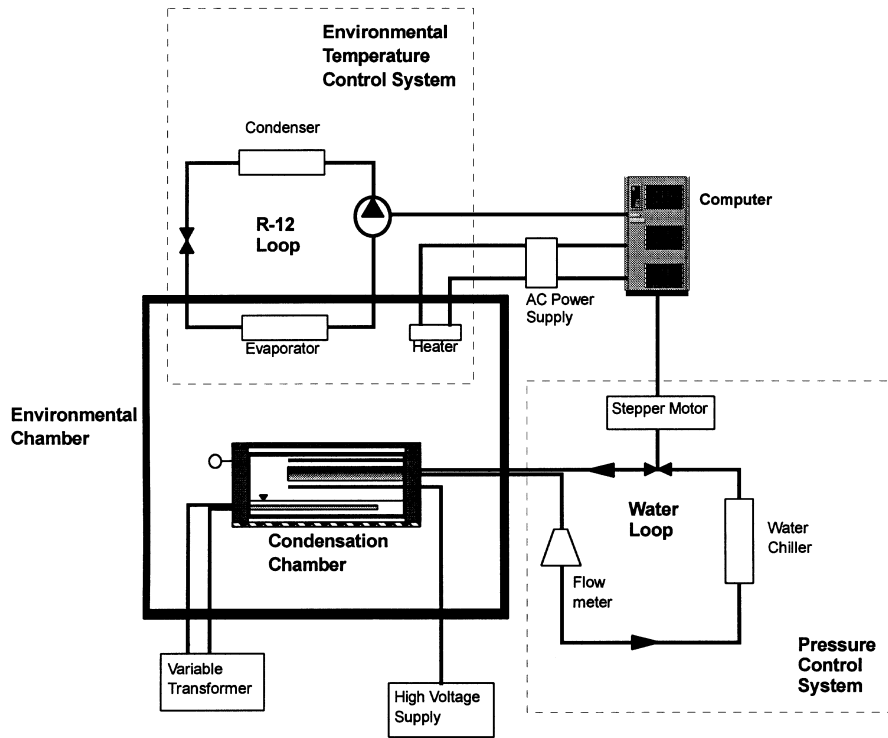 Environmental
Temperature
Control System
Condenser
R-12
Loop
Computer
AC Power
Supply
Evaporator
Heater
Stepper Motor
Environmental
Chamber
Water
Loop
Water
Chiller
Condensation
Chamber
Flow
meter
Variable
Transformer
High Voltage
Supply
Pressure
Control
System